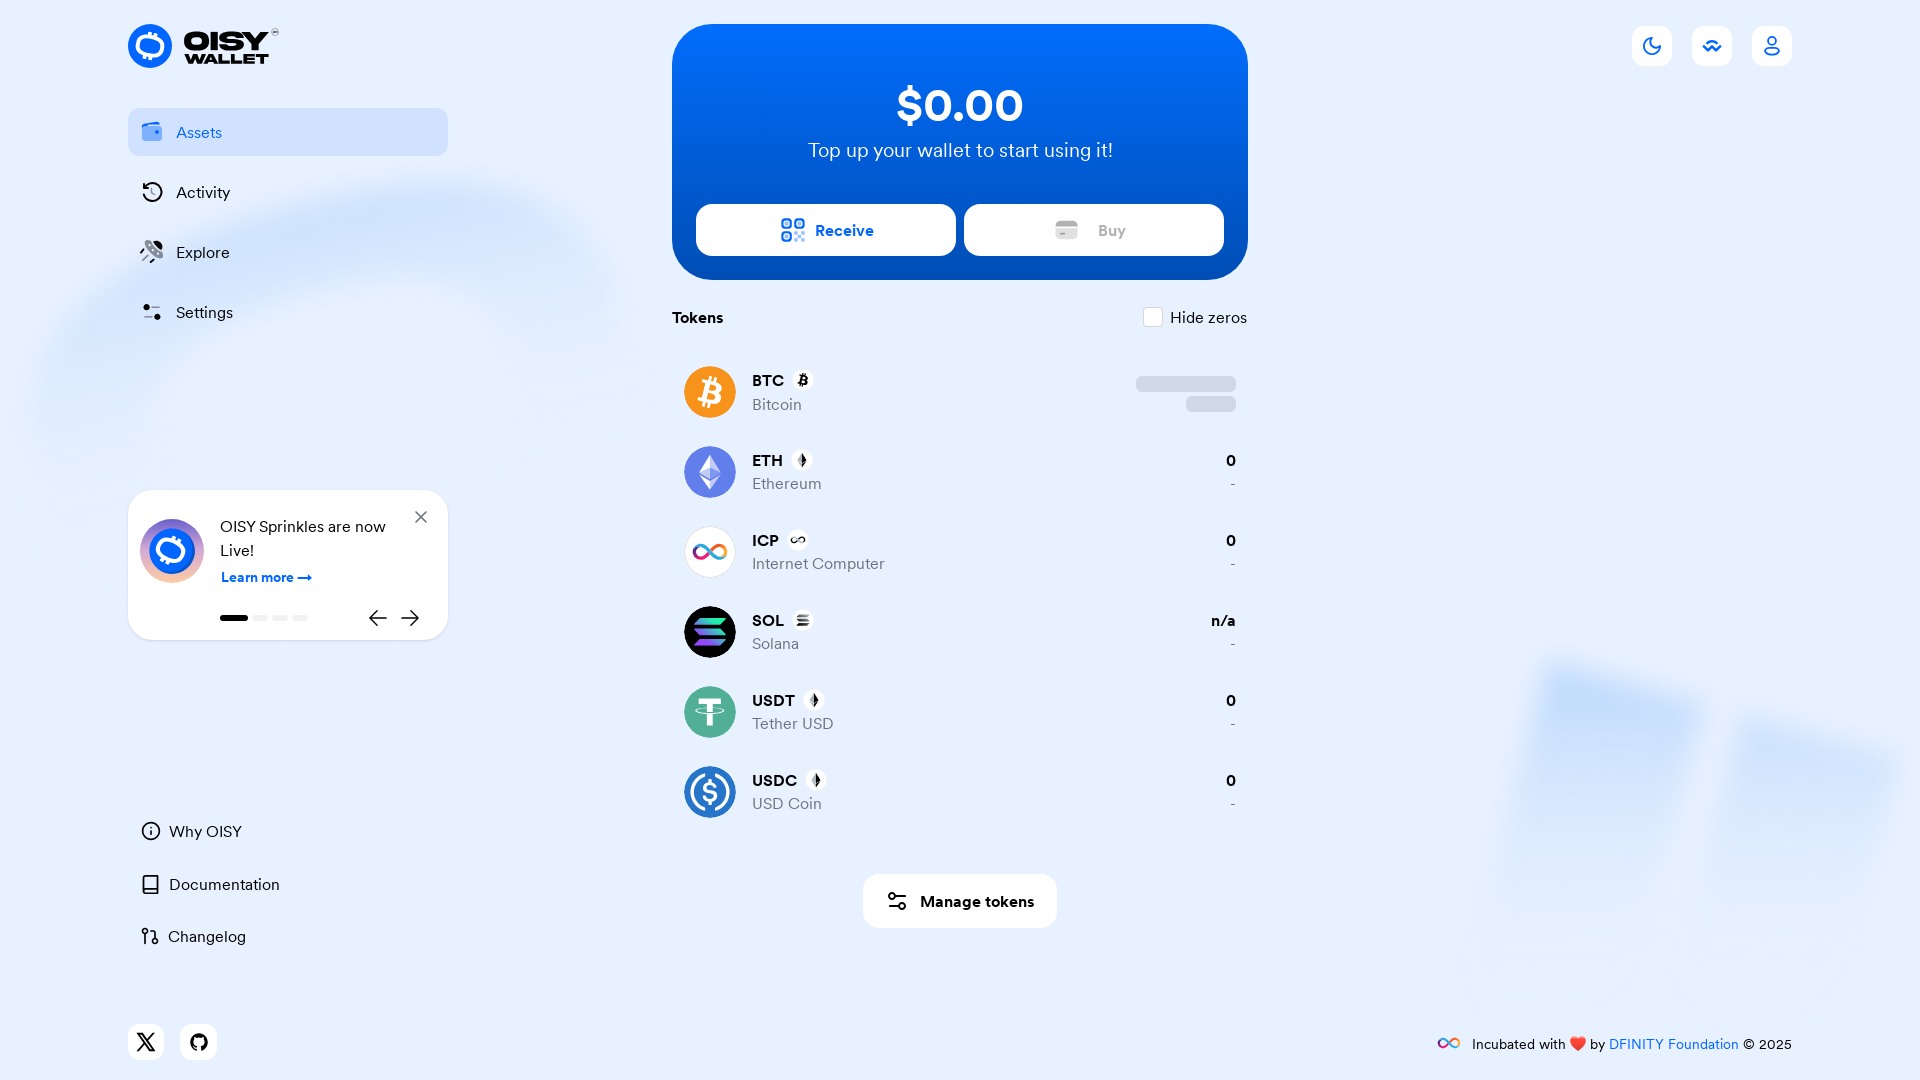 OISY
WALLET
Assets
Activity
Explore
Settings
OISY Sprinkles are now
Live!
Learn more
Why OISY
Documentation
Changelog
$0.00
Top up your wallet to start using it!
Receive
Buy
Tokens
Hide zeros
BTC
Bitcoin
ETH
0
Ethereum
-
ICP
0
Internet Computer
-
SOL
n/a
Solana
-
USDT
0
Tether USD
-
USDC
0
USD Coin
-
Manage tokens
Incubated with ❤️ by DFINITY Foundation © 2025